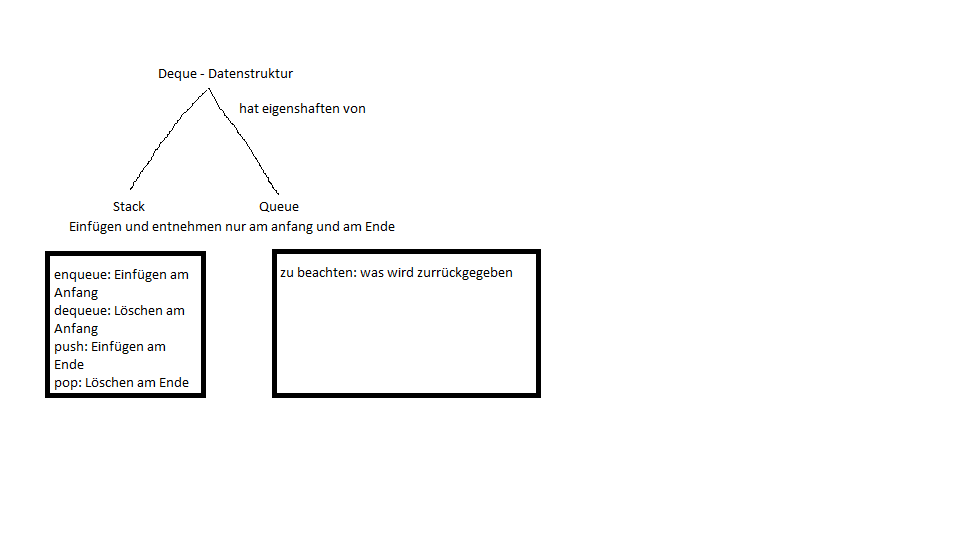 Deque - Datenstruktur
hat eigenshaften von
Stack
Queue
Einfügen und entnehmen nur am anfang und am Ende
enqueue: Einfügen am
Anfang
dequeue: Löschen am
Anfang
push: Einfügen am
Ende
pop: Löschen am Ende
zu beachten: was wird zurrückgegeben